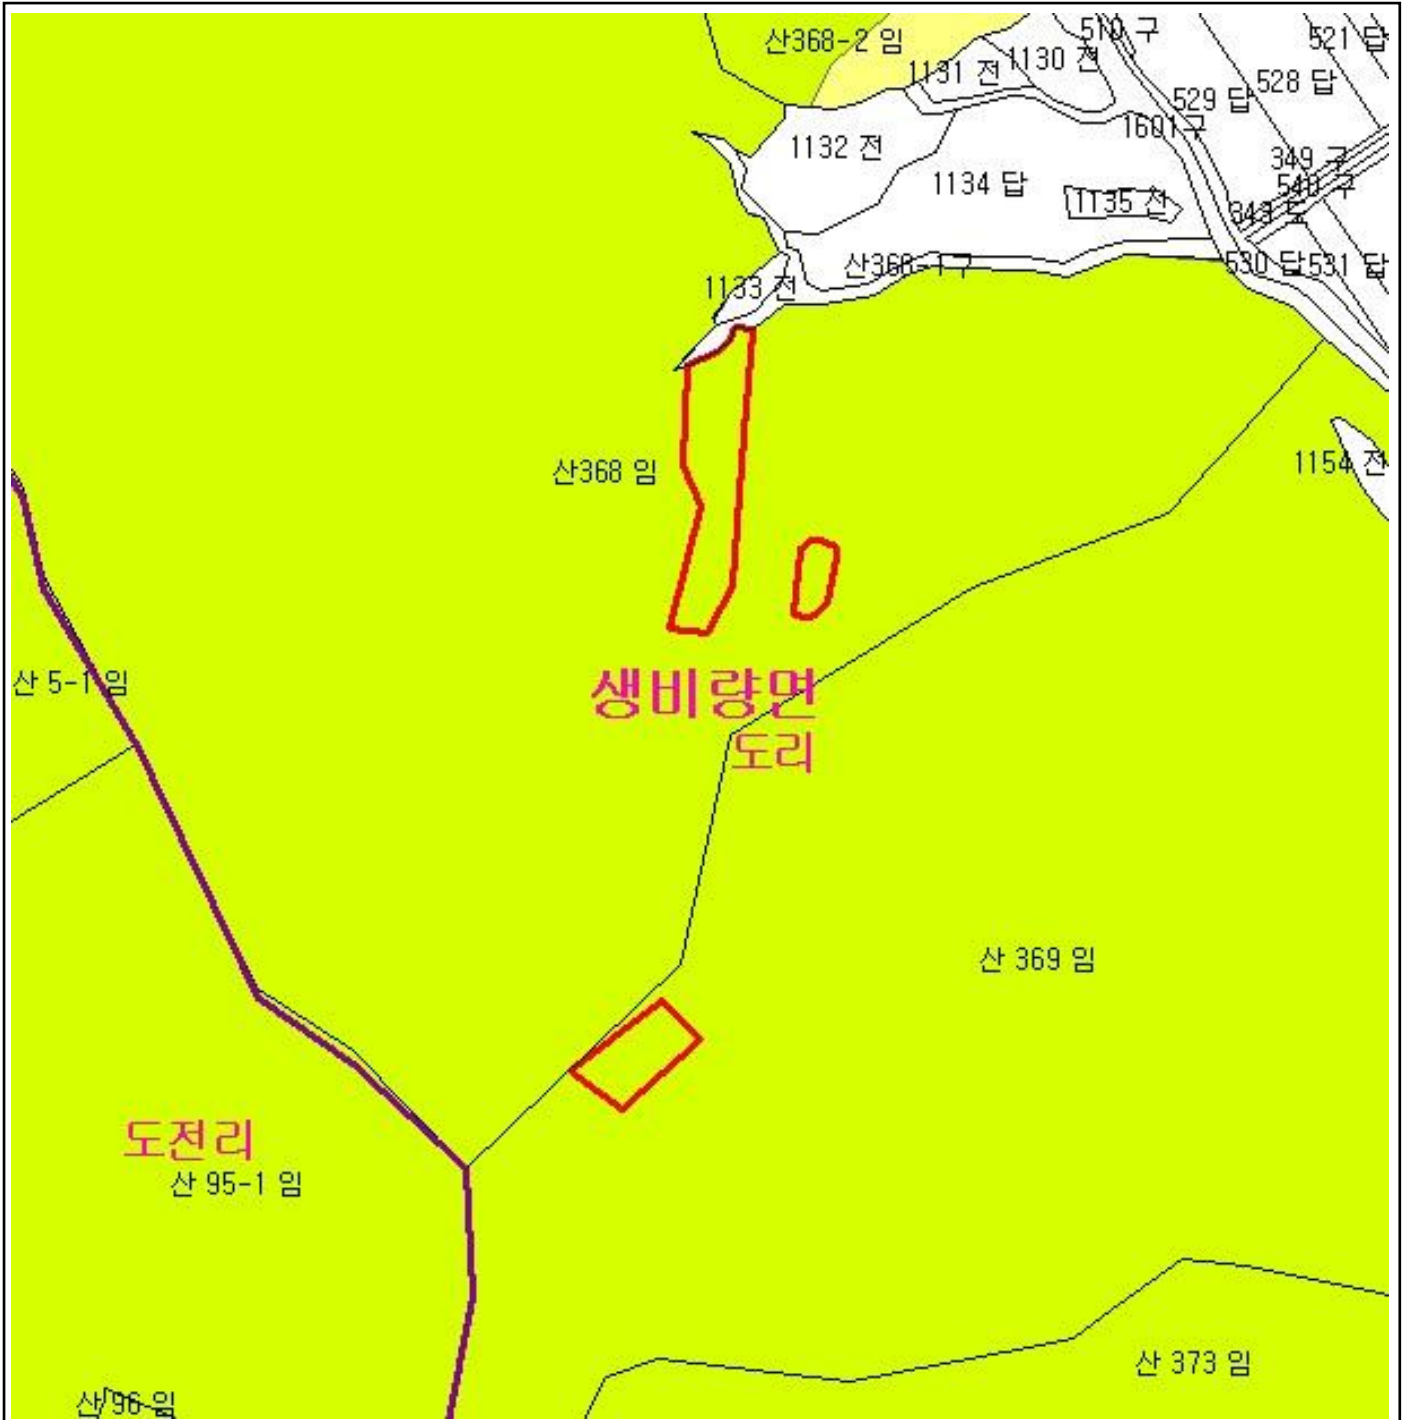 510 구
산368-2 임
521 답
1130 전
1131 전
528 답
529 답
1601구
1132 전
349 구
540 구
1134 답
1135 전
343 도
산368-1구
530 답
531 답
1133 전
산368 임
1154 전
산 5-1 임
생비량면
도리
산 369 임
도전리
산 95-1 임
산 373 임
산 96 임